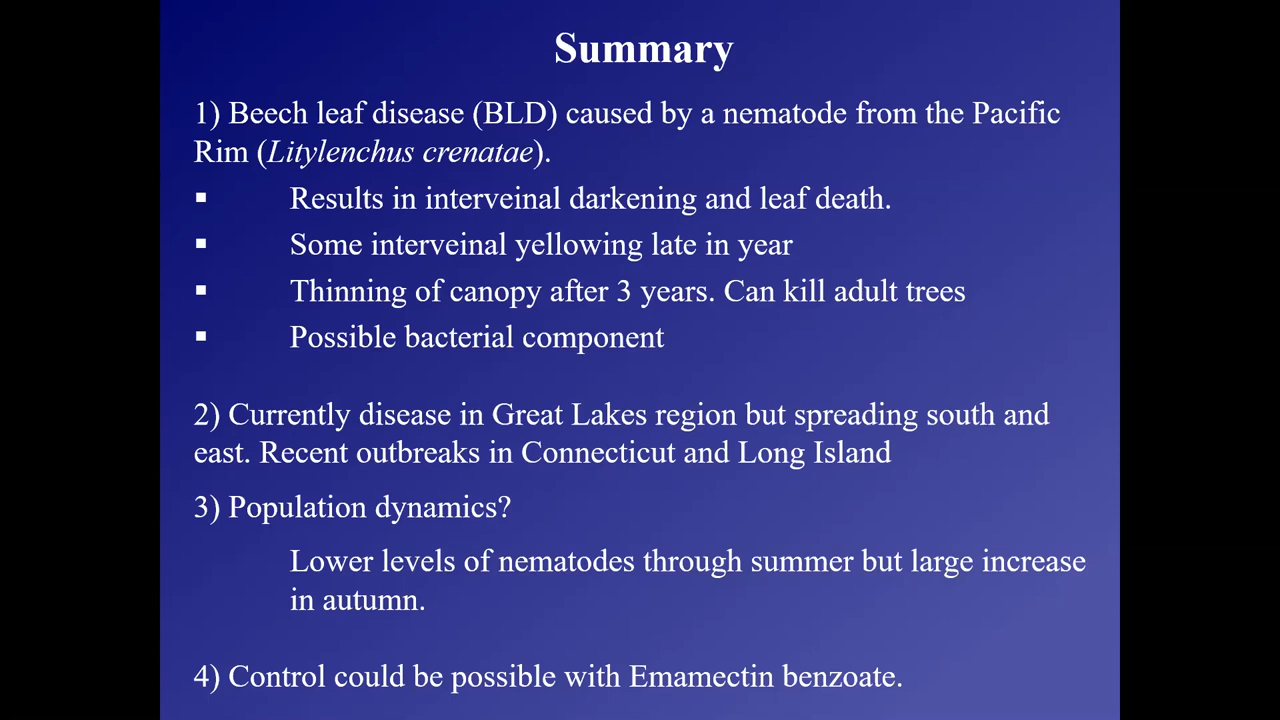 Summary
1) Beech leaf disease (BLD) caused by a nematode from the Pacific
Rim (Litylenchus crenatae).
▪ Results in interveinal darkening and leaf death.
▪ Some interveinal yellowing late in year
▪ Thinning of canopy after 3 years. Can kill adult trees
▪ Possible bacterial component
2) Currently disease in Great Lakes region but spreading south and
east. Recent outbreaks in Connecticut and Long Island
3) Population dynamics?
Lower levels of nematodes through summer but large increase
in autumn.
4) Control could be possible with Emamectin benzoate.